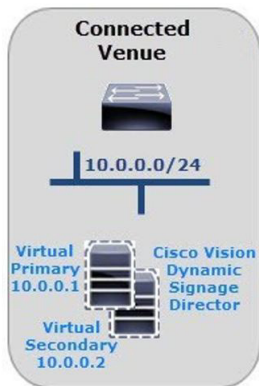 Connected
Venue
10.0.0.0/24
Virtual
Primary
10.0.0.1
Cisco Vision
Dynamic
Signage
Director
Virtual
Secondary
10.0.0.2